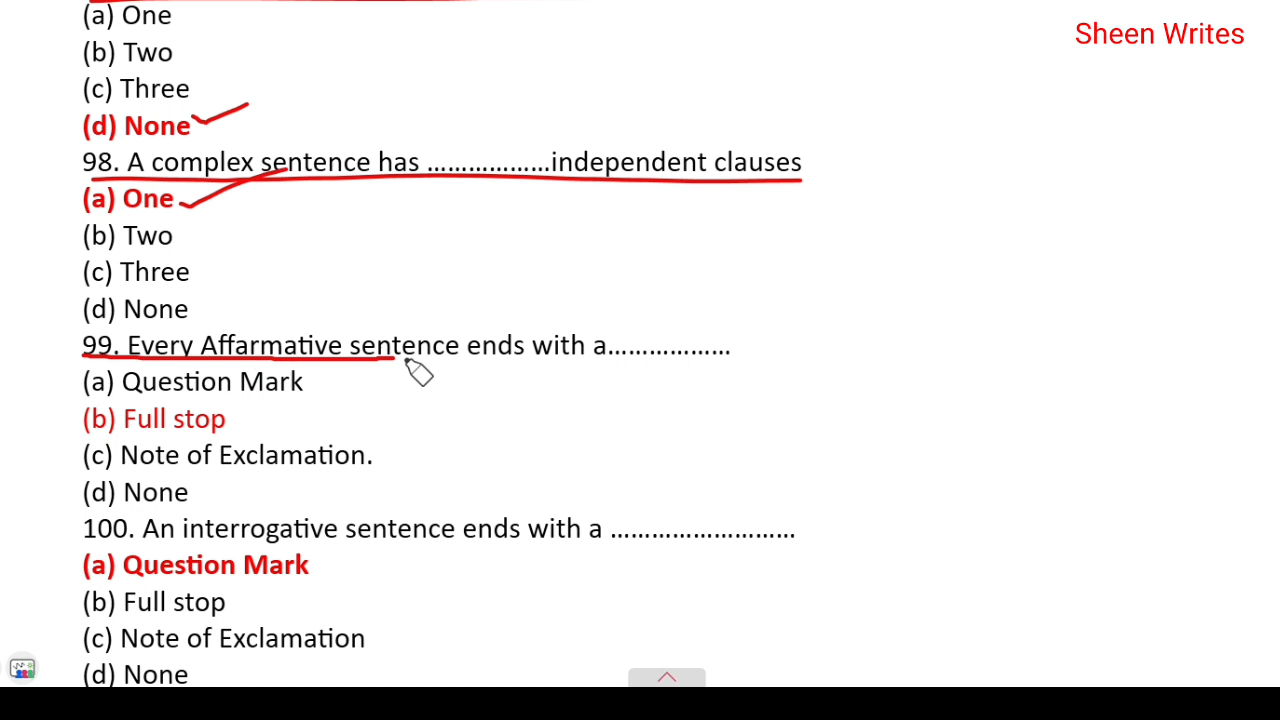 (a) One
Sheen Writes
(b) Two
(c) Three
(d) None
98. A complex sentence has ..................independent clauses
(a) One
(b) Two
(c) Three
(d) None
99. Every Affarmative sentence ends with a..................
(a) Question Mark
(b) Full stop
(c) Note of Exclamation.
(d) None
100. An interrogative sentence ends with a ...........................
(a) Question Mark
(b) Full stop
(c) Note of Exclamation
(d) None